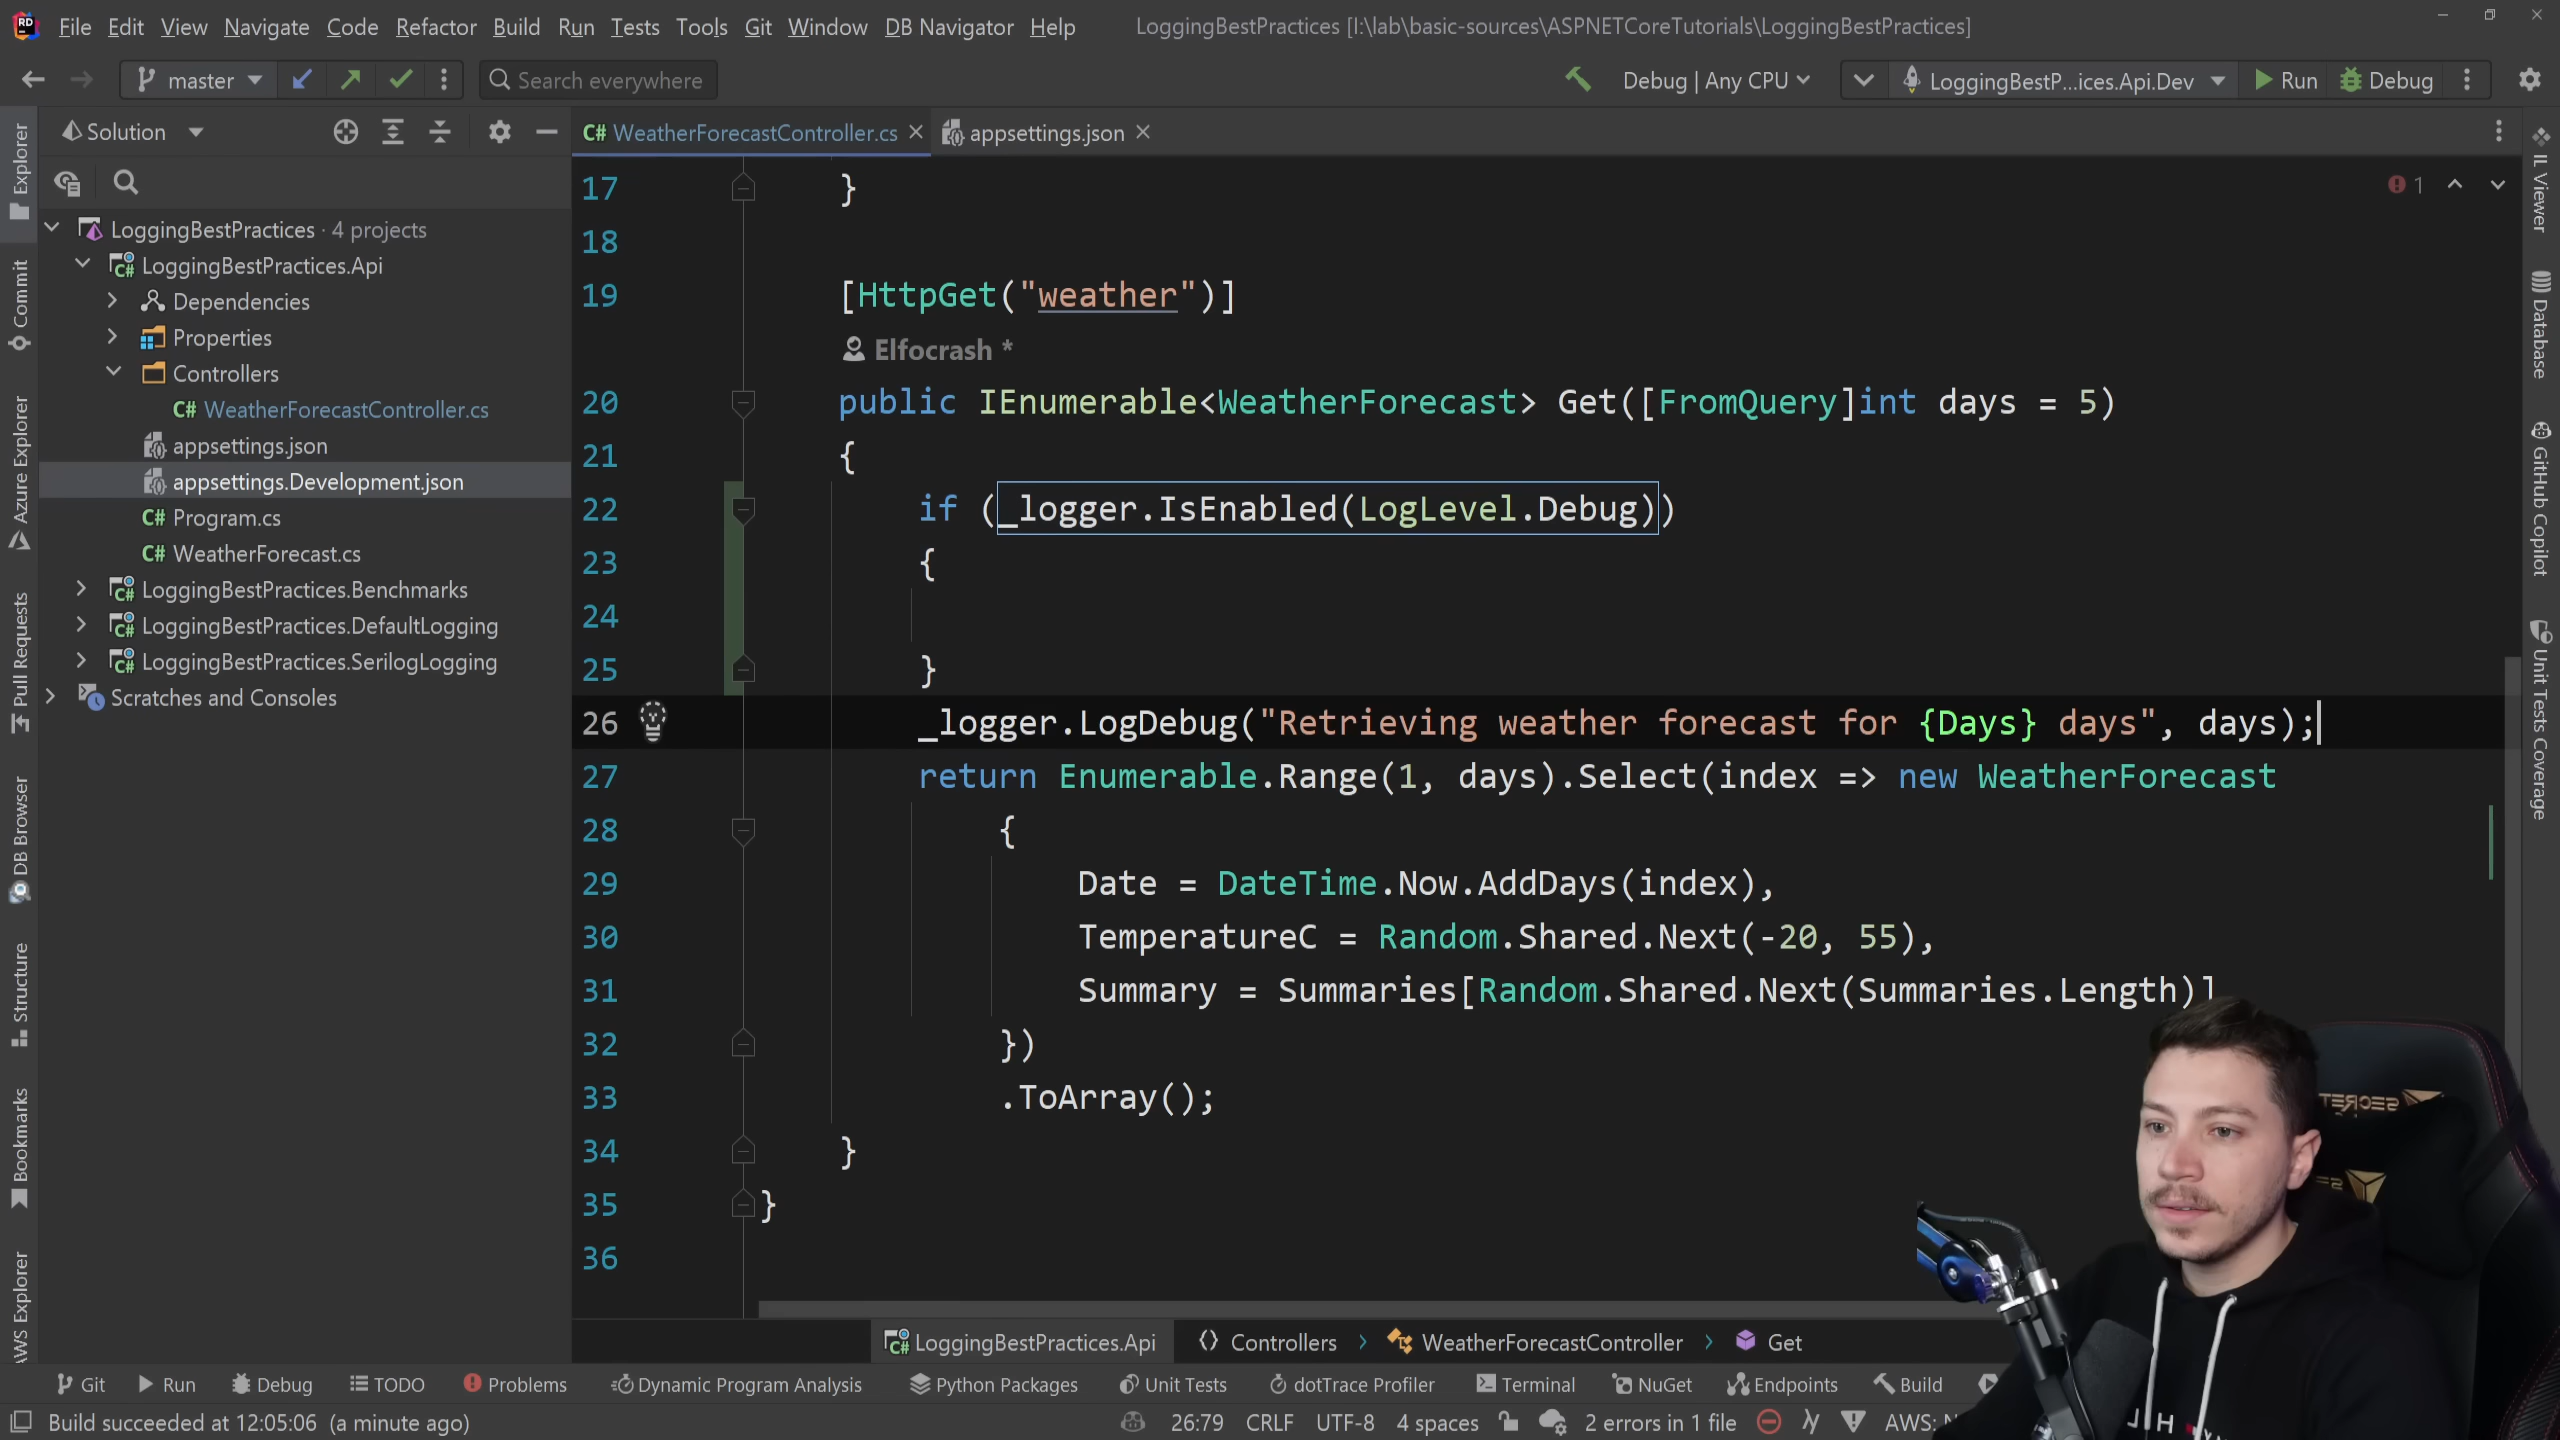 File Edit View Navigate Code Refactor Build Run Tests Tools Git Window DB Navigator Help
LoggingBestPractices [I:\lab\basic-sources\ASPNETCoreTutorials\LoggingBestPractices]
master
Search everywhere
Debug | Any CPU
LoggingBestP...ices.Api.Dev
Run
Debug
Solution
WeatherForecastController.cs
appsettings.json
LoggingBestPractices · 4 projects
LoggingBestPractices.Api
Dependencies
Properties
Controllers
C# WeatherForecastController.cs
appsettings.json
appsettings.Development.json
C# Program.cs
C# WeatherForecast.cs
LoggingBestPractices.Benchmarks
LoggingBestPractices.DefaultLogging
LoggingBestPractices.SerilogLogging
Scratches and Consoles
Explorer
Commit
Azure Explorer
Pull Requests
DB Browser
Structure
Bookmarks
AWS Explorer
1
17 }
18
19 [HttpGet("weather")]
Elfocrash *
20 public IEnumerable<WeatherForecast> Get([FromQuery]int days = 5)
21 {
22 if (_logger.IsEnabled(LogLevel.Debug))
23 {
24
25 }
26 _logger.LogDebug("Retrieving weather forecast for {Days} days", days);
27 return Enumerable.Range(1, days).Select(index => new WeatherForecast
28 {
29 Date = DateTime.Now.AddDays(index),
30 TemperatureC = Random.Shared.Next(-20, 55),
31 Summary = Summaries[Random.Shared.Next(Summaries.Length)]
32 })
33 .ToArray();
34 }
35 }
36
IL Viewer
Database
GitHub Copilot
Unit Tests Coverage
SECRET
LoggingBestPractices.Api
Controllers
WeatherForecastController
Get
Git
Run
Debug
TODO
Problems
Dynamic Program Analysis
Python Packages
Unit Tests
dotTrace Profiler
Terminal
NuGet
Endpoints
Build
Build succeeded at 12:05:06 (a minute ago)
26:79 CRLF UTF-8 4 spaces
2 errors in 1 file
AWS: